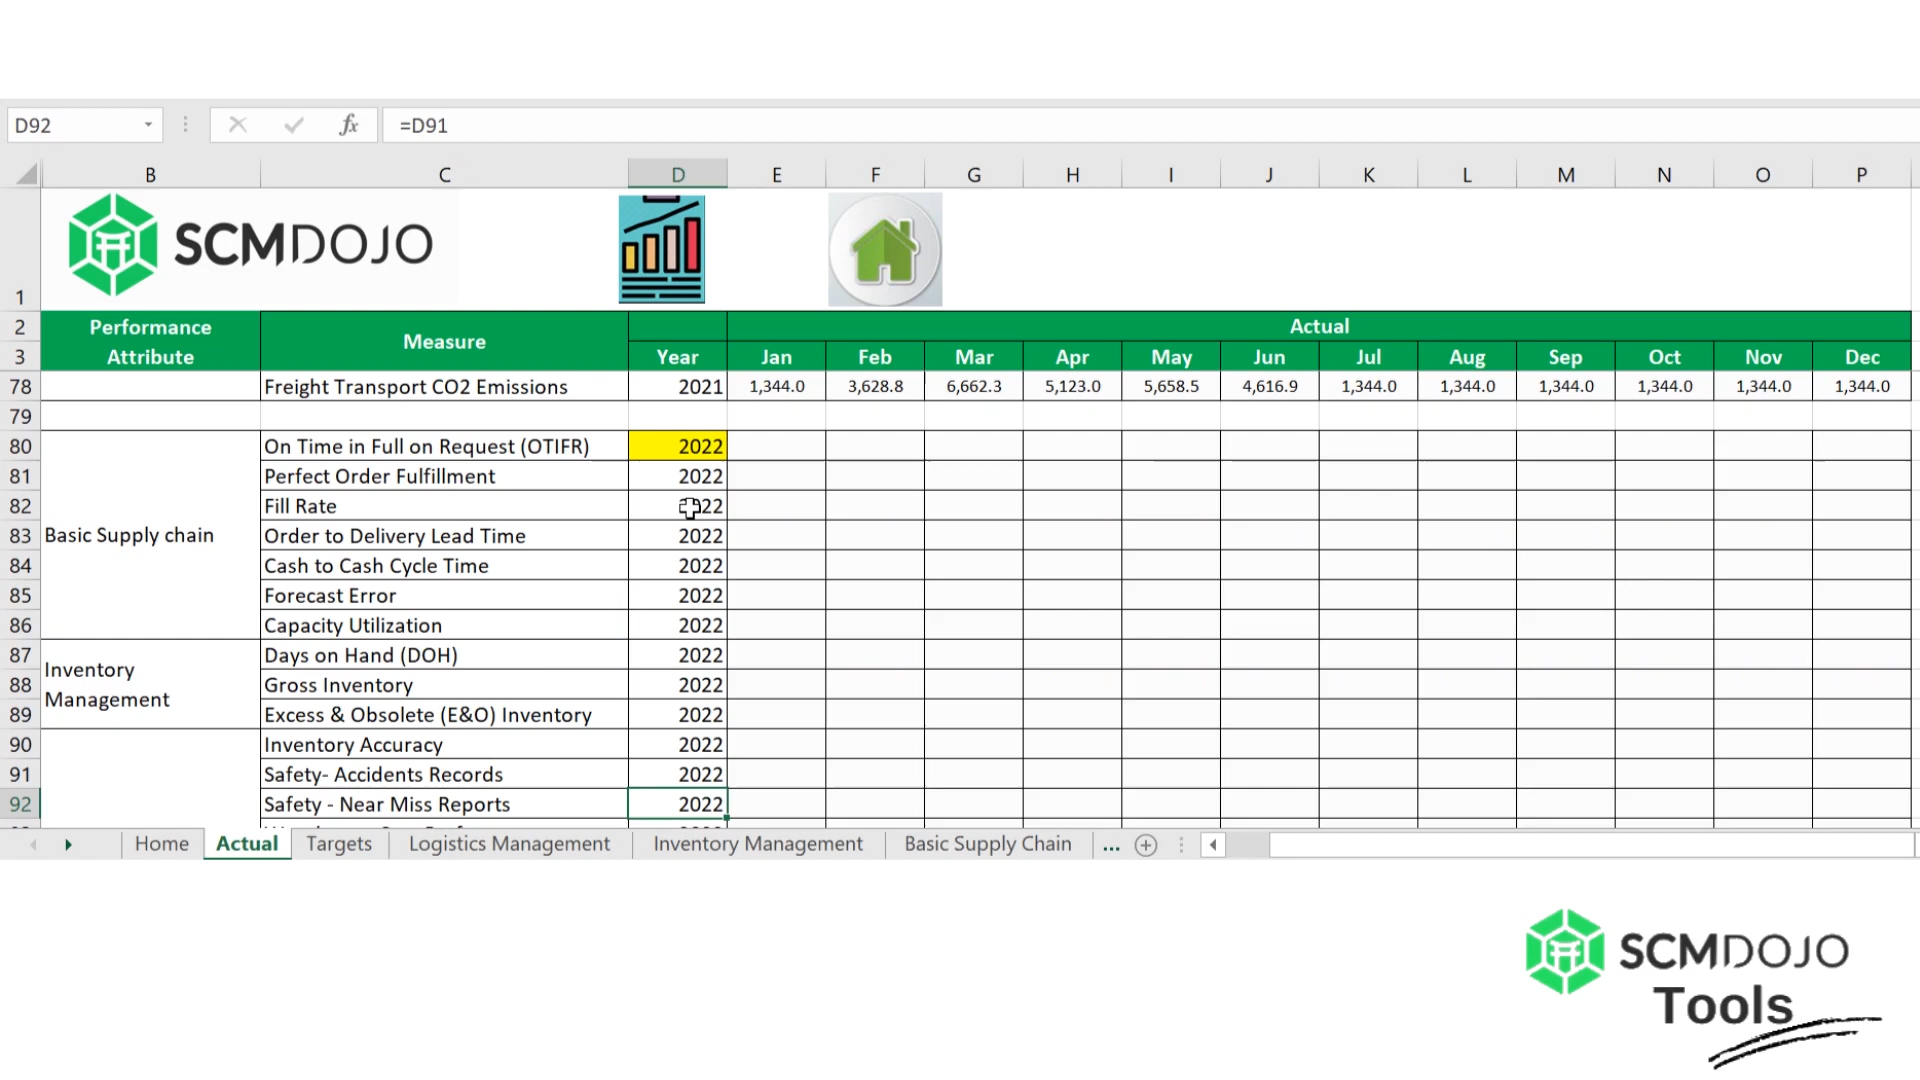 D92 =D91
B C D E F G H I J K L M N O P
SCMDOJO
1
2 Performance Measure Actual
3 Attribute Year Jan Feb Mar Apr May Jun Jul Aug Sep Oct Nov Dec
78 Freight Transport CO2 Emissions 2021 1,344.0 3,628.8 6,662.3 5,123.0 5,658.5 4,616.9 1,344.0 1,344.0 1,344.0 1,344.0 1,344.0 1,344.0
79
80 On Time in Full on Request (OTIFR) 2022
81 Perfect Order Fulfillment 2022
82 Fill Rate
83 Basic Supply chain Order to Delivery Lead Time 2022
84 Cash to Cash Cycle Time 2022
85 Forecast Error 2022
86 Capacity Utilization 2022
87 Inventory Days on Hand (DOH) 2022
88 Management Gross Inventory 2022
89 Excess & Obsolete (E&O) Inventory 2022
90 Inventory Accuracy 2022
91 Safety- Accidents Records 2022
92 Safety - Near Miss Reports 2022
Home Actual Targets Logistics Management Inventory Management Basic Supply Chain ...
SCMDOJO
Tools